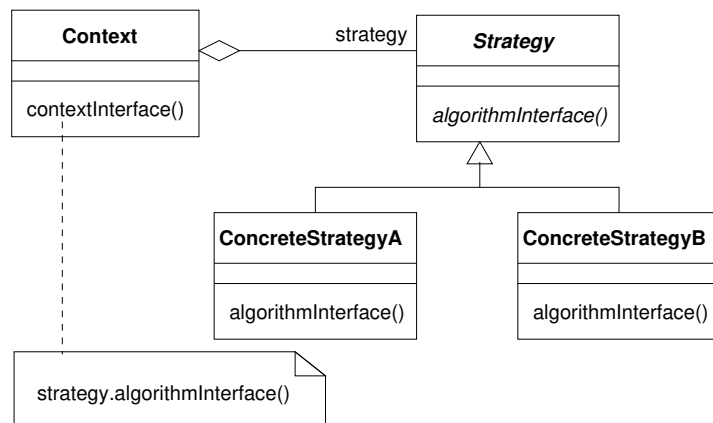 Context
strategy
Strategy
contextInterface()
algorithmInterface()
ConcreteStrategyA
ConcreteStrategyB
algorithmInterface()
algorithmInterface()
strategy.algorithmInterface()